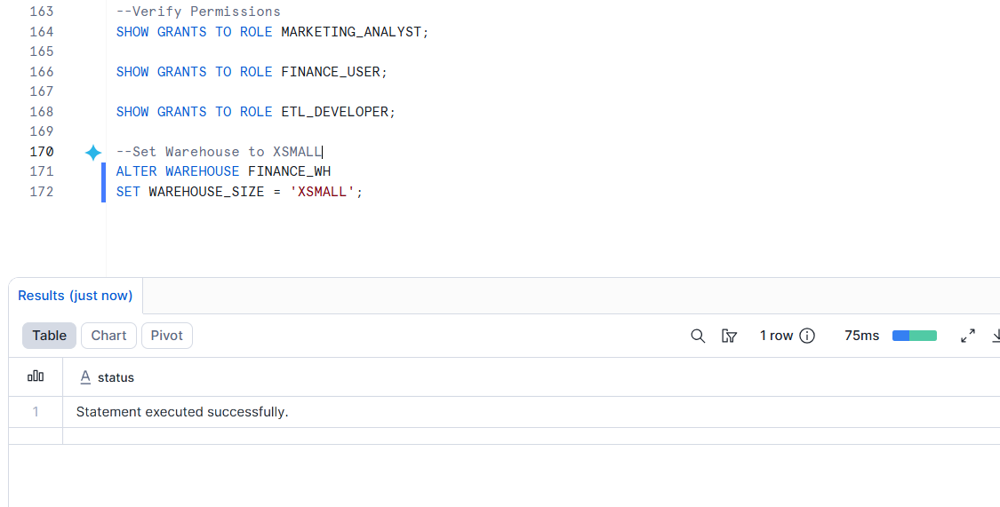 163 --Verify Permissions
164 SHOW GRANTS TO ROLE MARKETING_ANALYST;
165
166 SHOW GRANTS TO ROLE FINANCE_USER;
167
168 SHOW GRANTS TO ROLE ETL_DEVELOPER;
169
170 --Set Warehouse to XSMALL
171 ALTER WAREHOUSE FINANCE_WH
172 SET WAREHOUSE_SIZE = 'XSMALL';
Results (just now)
Table Chart Pivot 1 row 75ms
A status
1 Statement executed successfully.